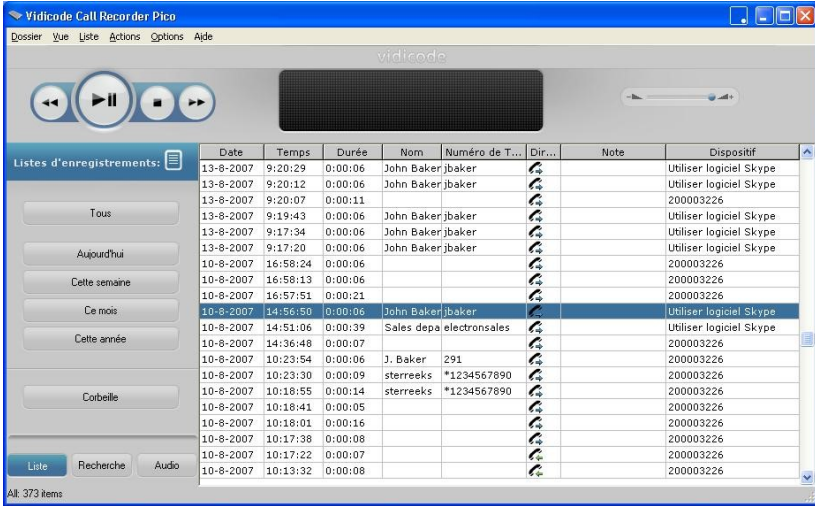 Vidicode Call Recorder Pico
Dossier Vue Liste Actions Options Aide
vidicode
Listes d'enregistrements:
Tous
Aujourd'hui
Cette semaine
Ce mois
Cette année
Corbeille
Liste Recherche Audio
Date Temps Durée Nom Numéro de T... Dir... Note Dispositif
13-8-2007 9:20:29 0:00:06 John Baker jbaker Utiliser logiciel Skype
13-8-2007 9:20:12 0:00:06 John Baker jbaker Utiliser logiciel Skype
13-8-2007 9:20:07 0:00:11 200003226
13-8-2007 9:19:43 0:00:06 John Baker jbaker Utiliser logiciel Skype
13-8-2007 9:17:34 0:00:06 John Baker jbaker Utiliser logiciel Skype
13-8-2007 9:17:20 0:00:06 John Baker jbaker Utiliser logiciel Skype
10-8-2007 16:58:24 0:00:06 200003226
10-8-2007 16:58:13 0:00:06 200003226
10-8-2007 16:57:51 0:00:21 200003226
10-8-2007 14:56:50 0:00:06 John Baker jbaker Utiliser logiciel Skype
10-8-2007 14:51:06 0:00:39 Sales depa electronsales Utiliser logiciel Skype
10-8-2007 14:36:48 0:00:07 200003226
10-8-2007 10:23:54 0:00:06 J. Baker 291 200003226
10-8-2007 10:23:30 0:00:09 sterreeks *1234567890 200003226
10-8-2007 10:18:55 0:00:14 sterreeks *1234567890 200003226
10-8-2007 10:18:41 0:00:05 200003226
10-8-2007 10:18:01 0:00:16 200003226
10-8-2007 10:17:38 0:00:08 200003226
10-8-2007 10:17:22 0:00:07 200003226
10-8-2007 10:13:32 0:00:08 200003226
All: 373 items